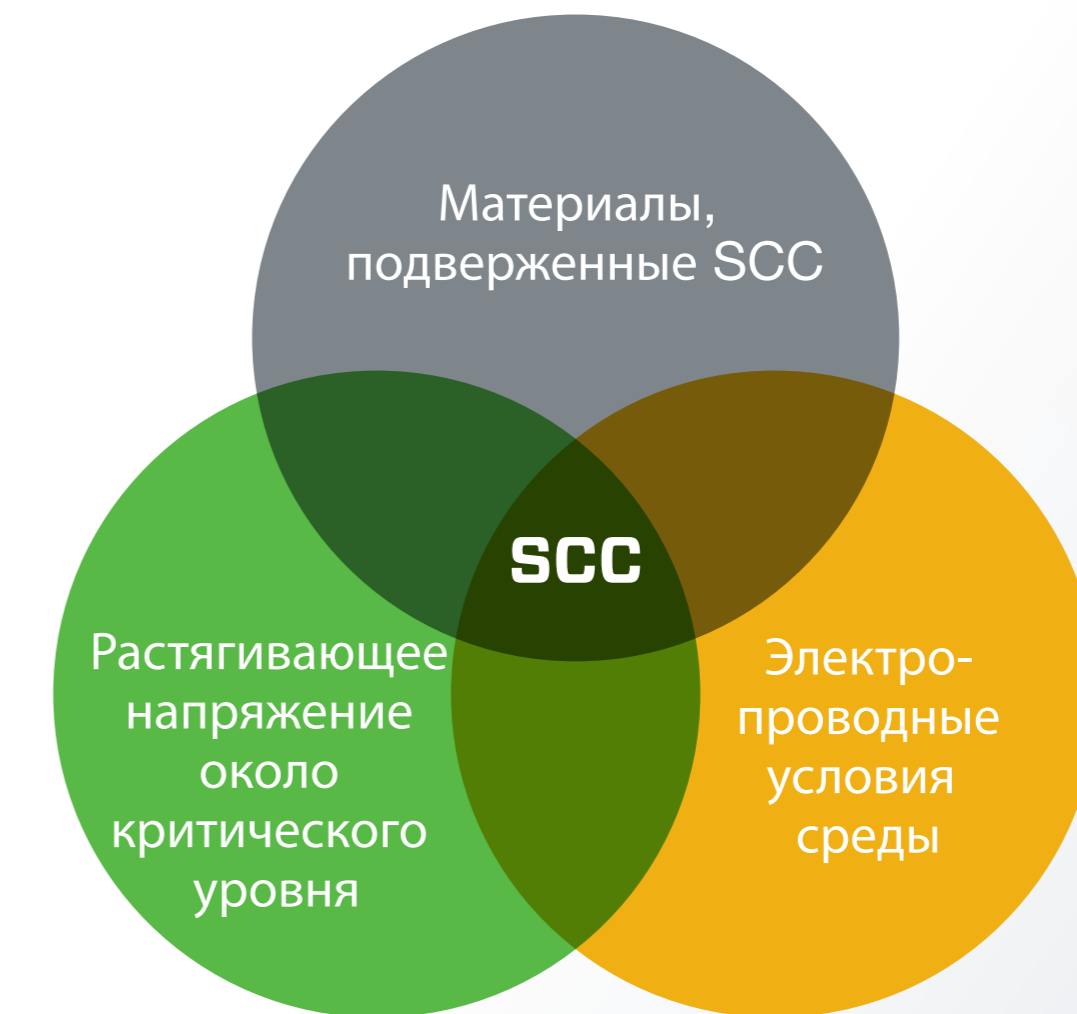 Материалы,
подверженные SCC
SCC
Растягивающее
напряжение
около
критического
уровня
Электро-
проводные
условия
среды